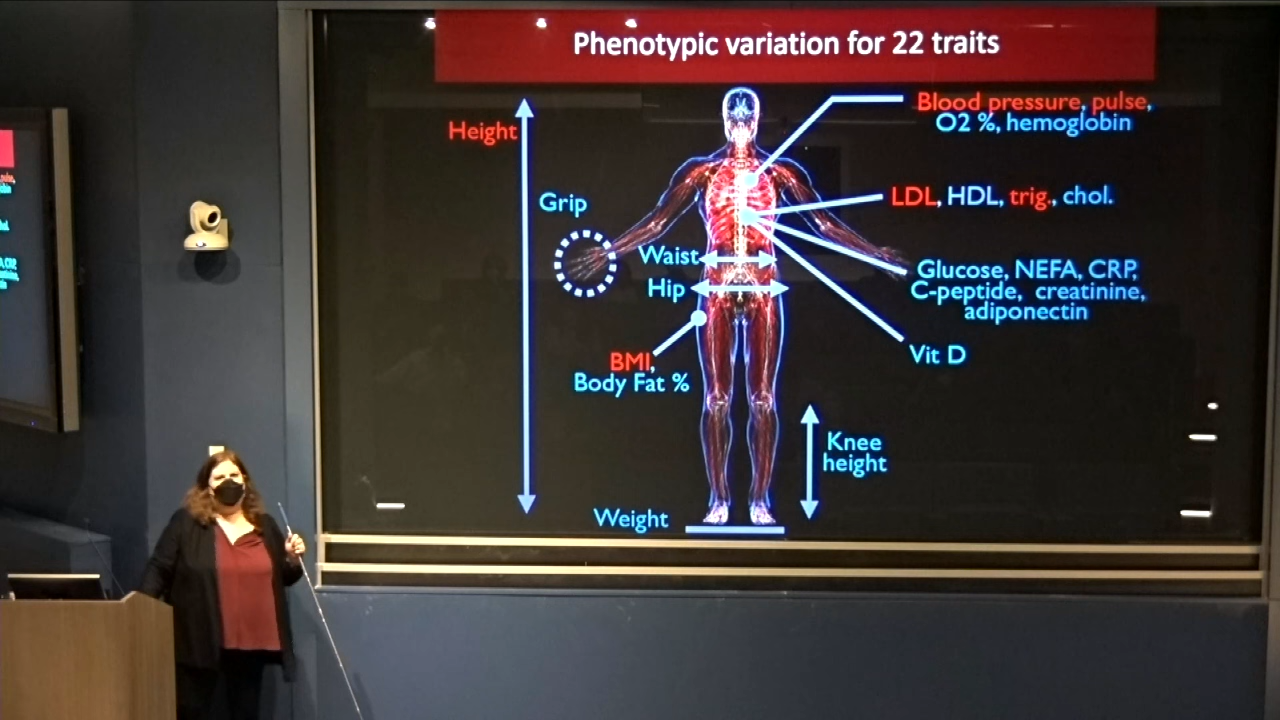 Phenotypic variation for 22 traits
Height
Blood pressure, pulse,
O2 %, hemoglobin
Grip
LDL, HDL, trig., chol.
Waist
Hip
Glucose, NEFA, CRP,
C-peptide, creatinine,
adiponectin
BMI,
Body Fat %
Vit D
Knee
height
Weight